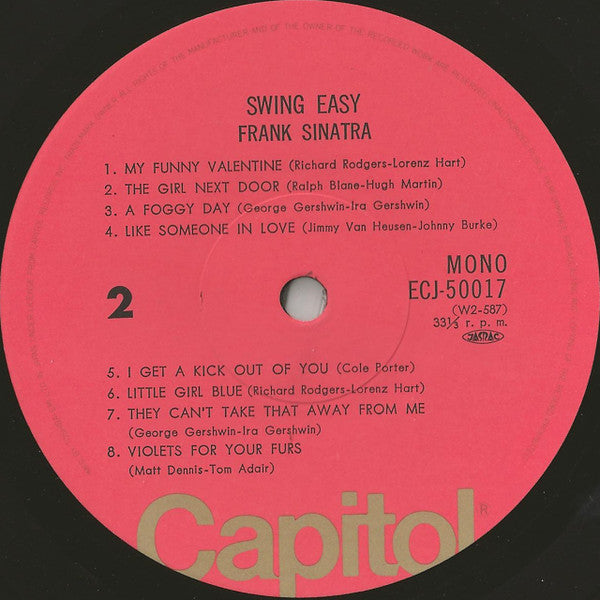 SWING EASY
FRANK SINATRA
1. MY FUNNY VALENTINE (Richard Rodgers-Lorenz Hart)
2. THE GIRL NEXT DOOR (Ralph Blane-Hugh Martin)
3. A FOGGY DAY (George Gershwin-Ira Gershwin)
4. LIKE SOMEONE IN LOVE (Jimmy Van Heusen-Johnny Burke)
2
MONO
ECJ-50017
(W2-587)
33⅓ r. p. m.
JASRAC
5. I GET A KICK OUT OF YOU (Cole Porter)
6. LITTLE GIRL BLUE (Richard Rodgers-Lorenz Hart)
7. THEY CAN'T TAKE THAT AWAY FROM ME
(George Gershwin-Ira Gershwin)
8. VIOLETS FOR YOUR FURS
(Matt Dennis-Tom Adair)
Capitol®